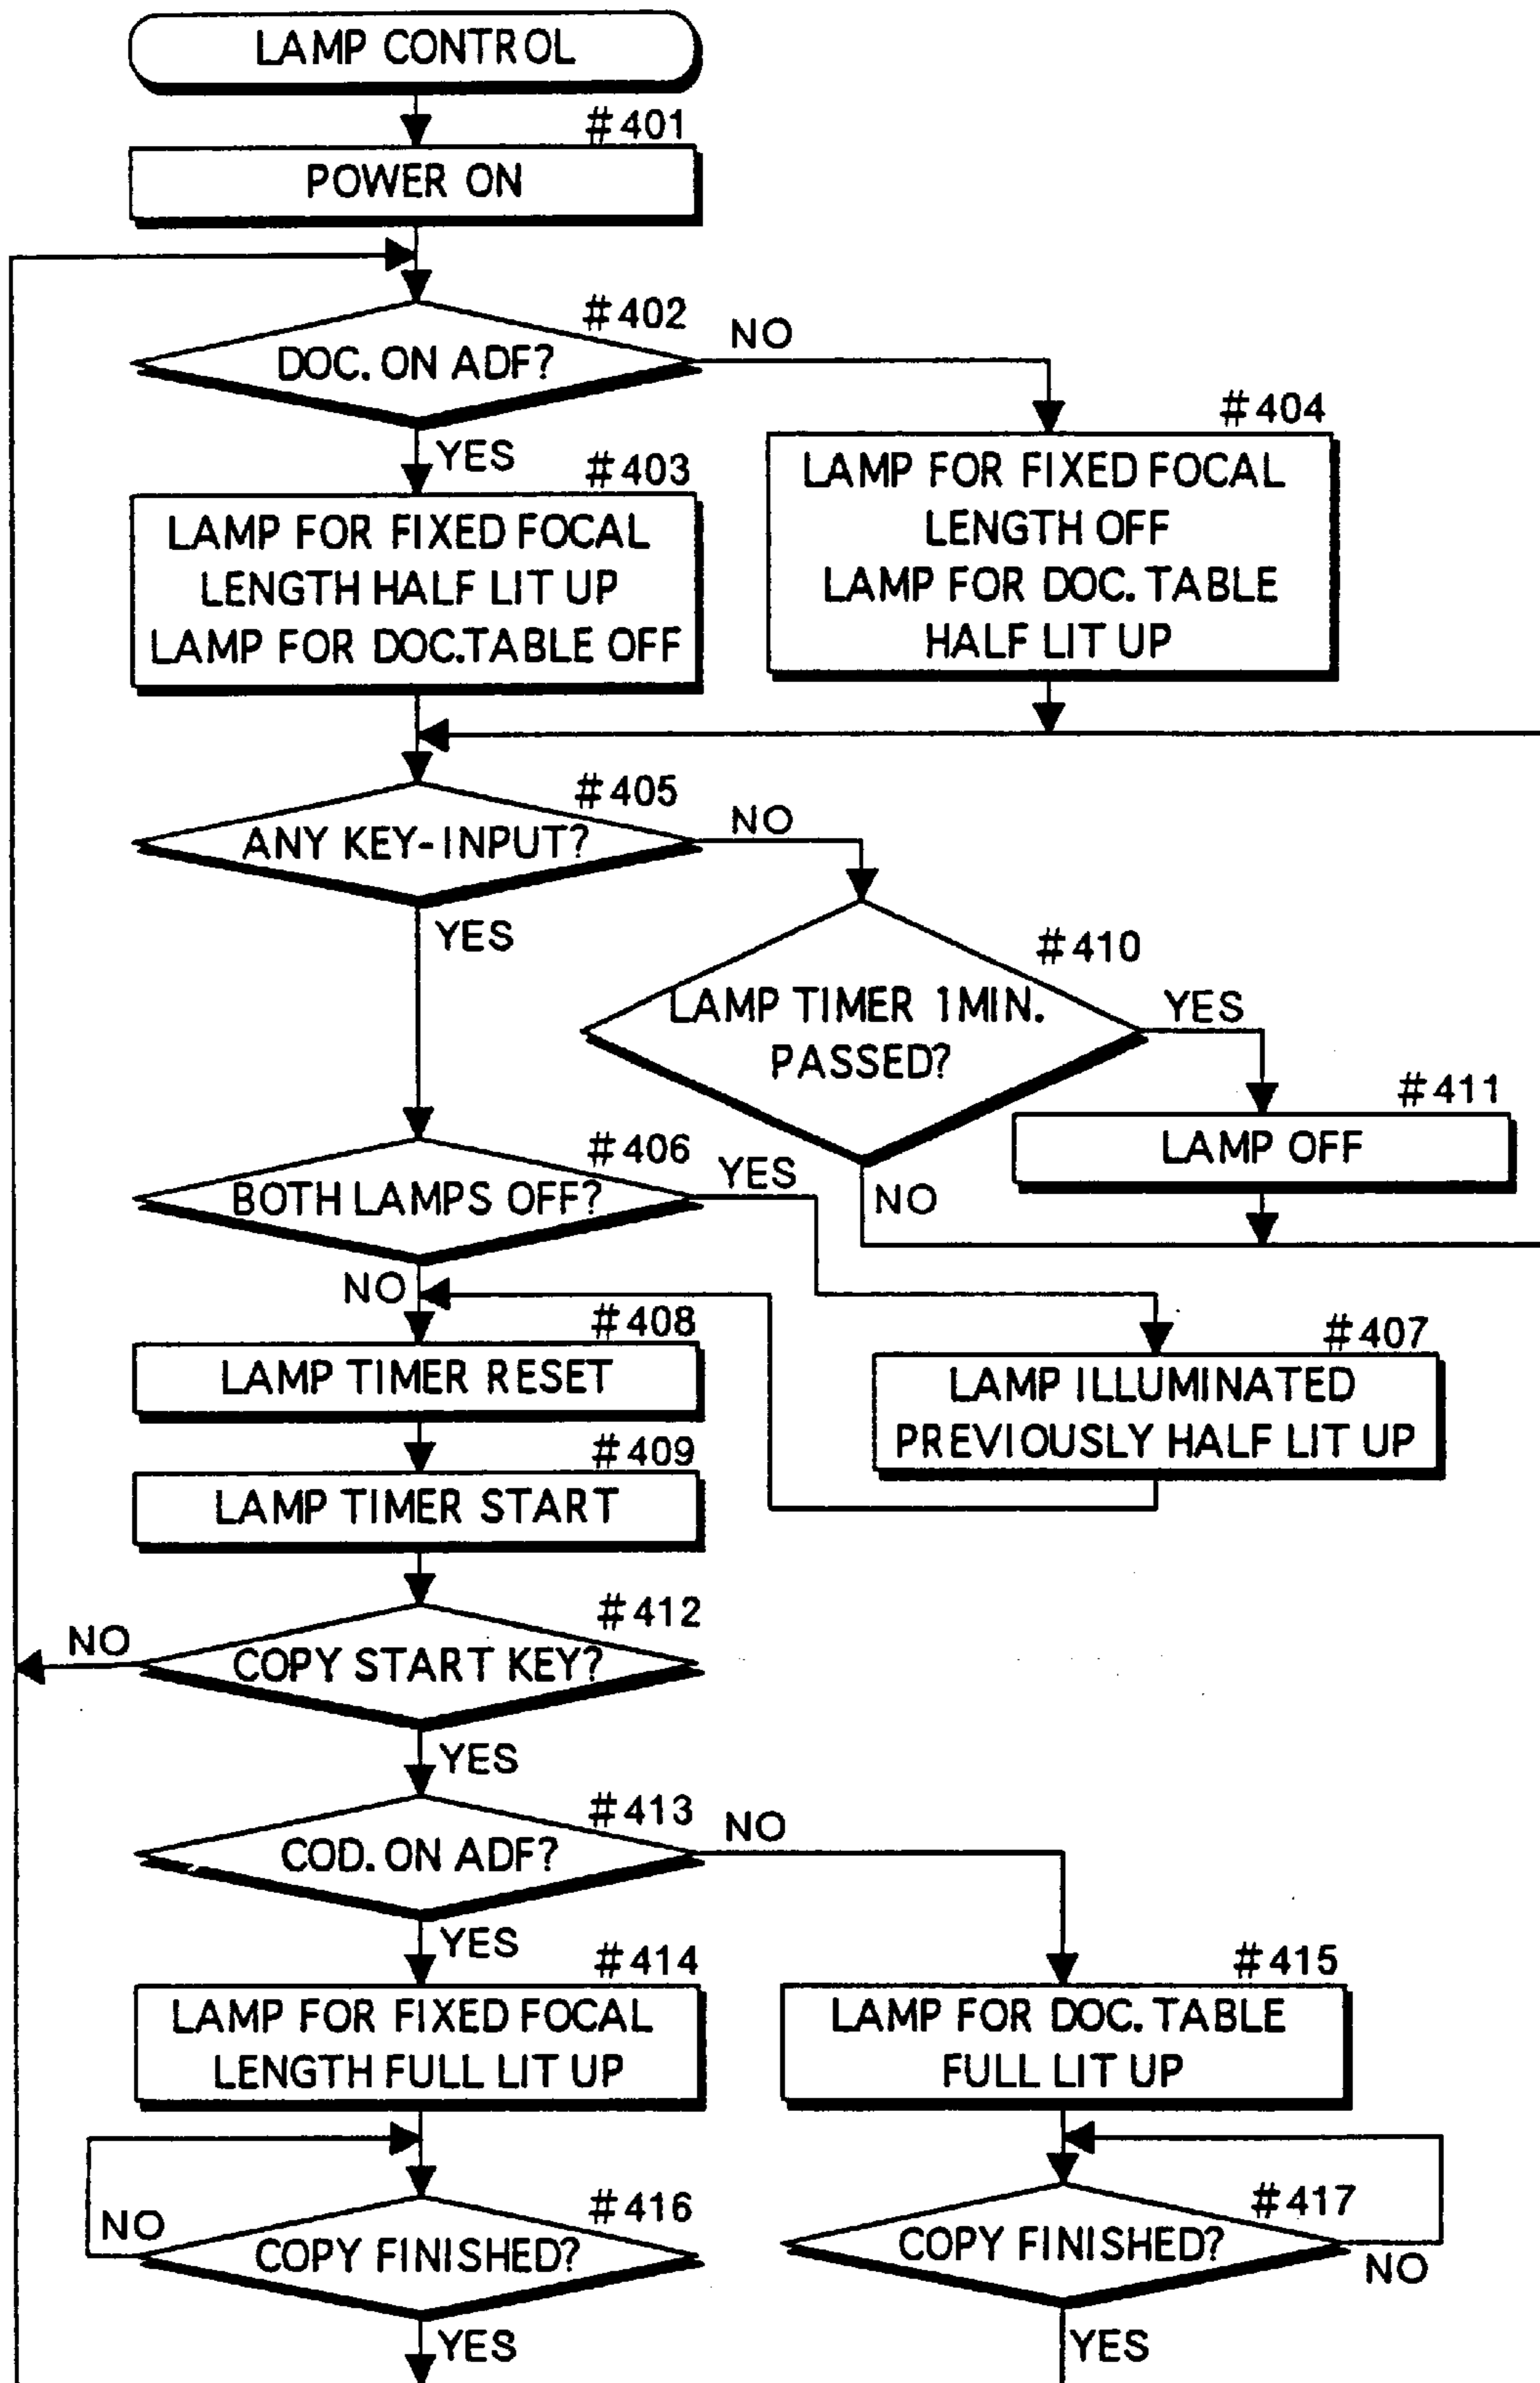 LAMP CONTROL
#401
POWER ON
#402
DOC. ON ADF?
NO
YES
#403
LAMP FOR FIXED FOCAL
LENGTH HALF LIT UP
LAMP FOR DOC.TABLE OFF
#404
LAMP FOR FIXED FOCAL
LENGTH OFF
LAMP FOR DOC. TABLE
HALF LIT UP
#405
ANY KEY-INPUT?
NO
YES
#410
LAMP TIMER 1MIN.
PASSED?
YES
NO
#411
LAMP OFF
#406
BOTH LAMPS OFF?
YES
NO
#407
LAMP ILLUMINATED
PREVIOUSLY HALF LIT UP
#408
LAMP TIMER RESET
#409
LAMP TIMER START
#412
COPY START KEY?
NO
YES
#413
COD. ON ADF?
NO
YES
#414
LAMP FOR FIXED FOCAL
LENGTH FULL LIT UP
#415
LAMP FOR DOC. TABLE
FULL LIT UP
#416
COPY FINISHED?
NO
YES
#417
COPY FINISHED?
NO
YES